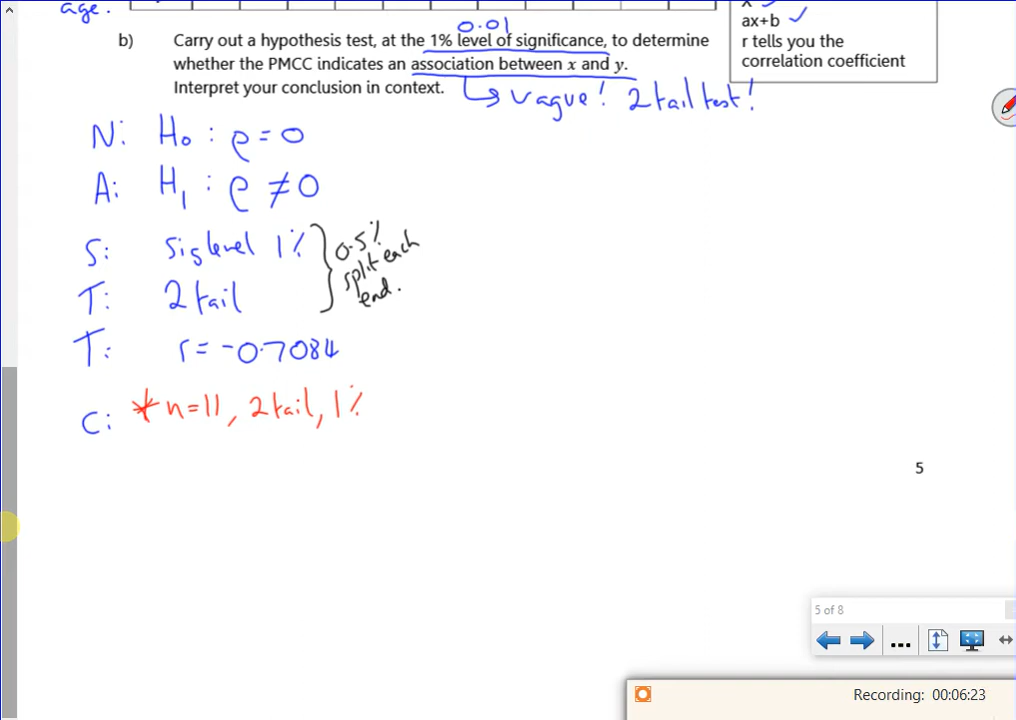 age.
x ✓
ax+b ✓
r tells you the
correlation coefficient
0.01
b) Carry out a hypothesis test, at the 1% level of significance, to determine
whether the PMCC indicates an association between x and y.
Interpret your conclusion in context.
vague! 2 tail test!
N: H₀ : ρ = 0
A: H₁ : ρ ≠ 0
S: Sig level 1%
T: 2 tail
0.5%
split each
end.
T: r = -0.7084
C: * n=11, 2 tail, 1%
5
5 of 8
...
Recording: 00:06:23